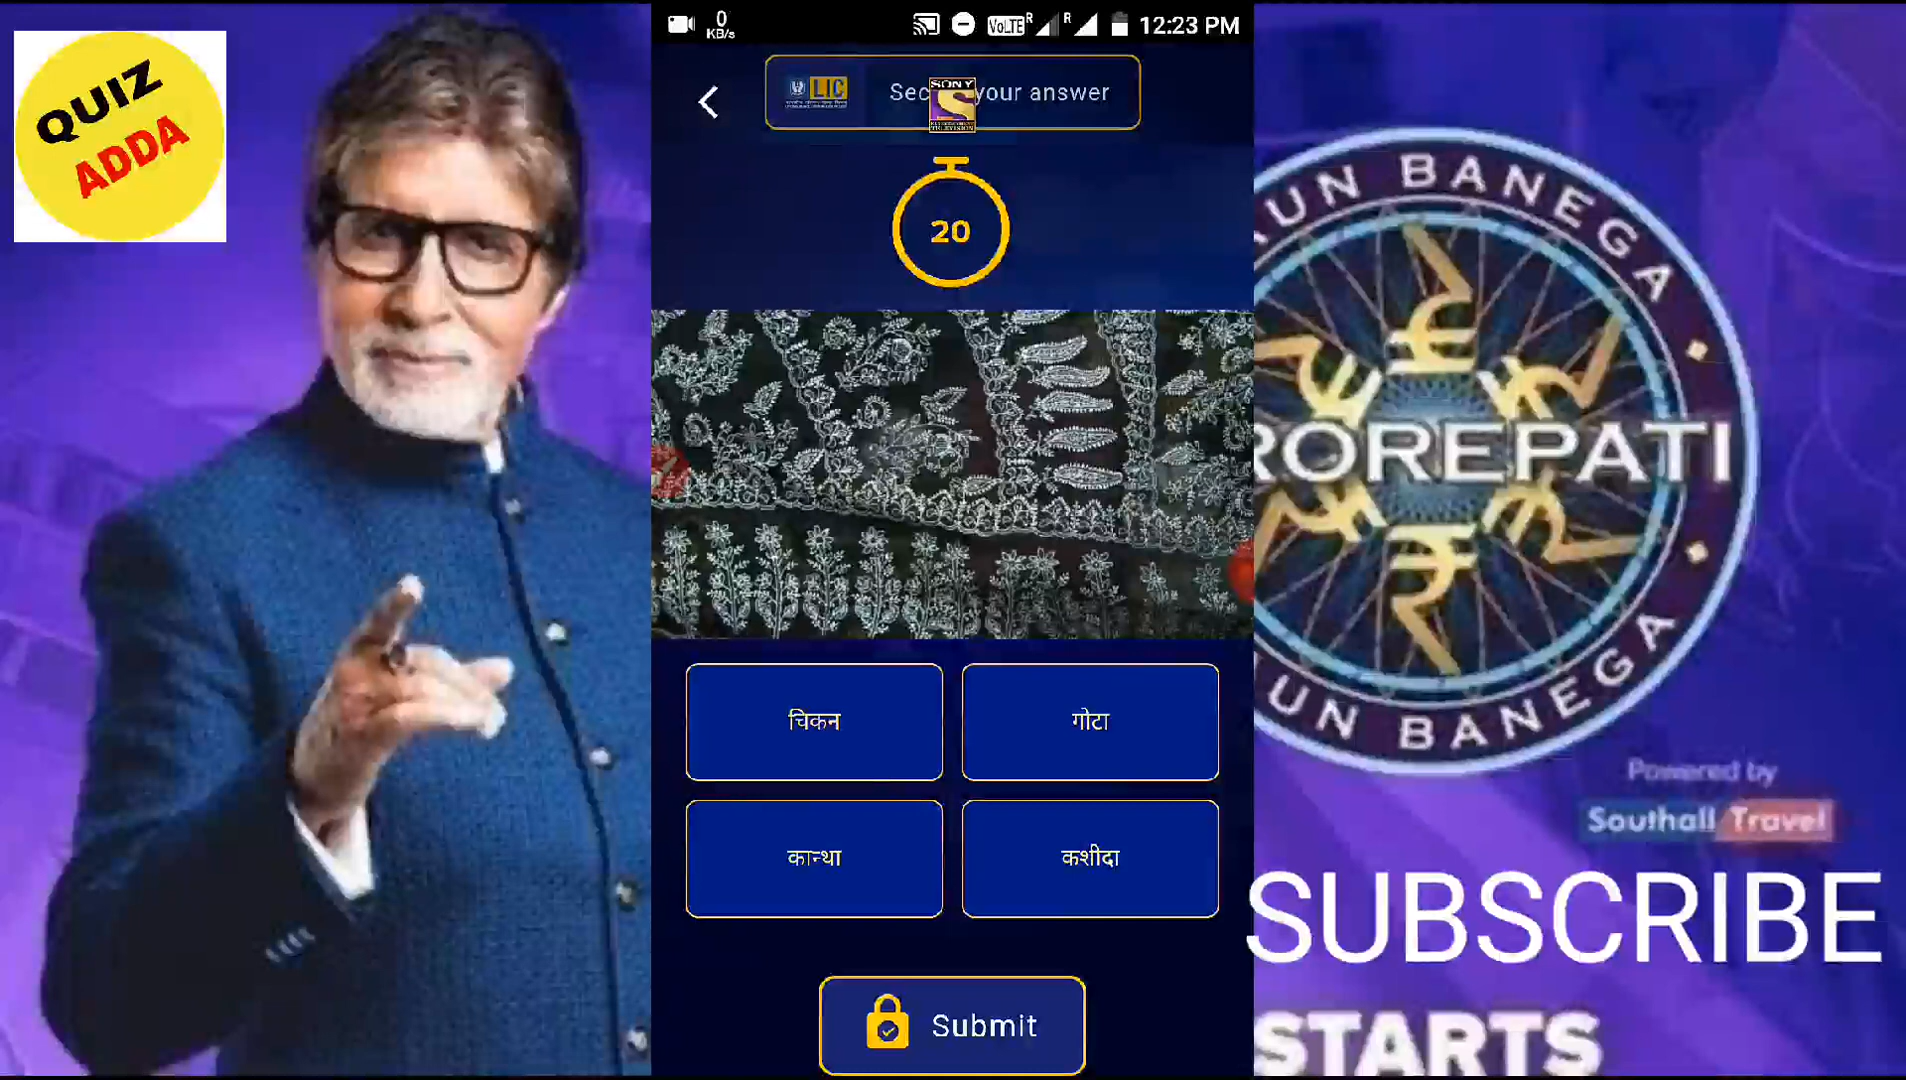 QUIZ
ADDA
0
KB/s
VoLTE
R
R
12:23 PM
LIC
Sec your answer
SONY
20
चिकन
गोटा
कान्था
कशीदा
Submit
UN BANEGA
ROREPATI
UN BANEGA
Powered by
Southall Travel
SUBSCRIBE
STARTS